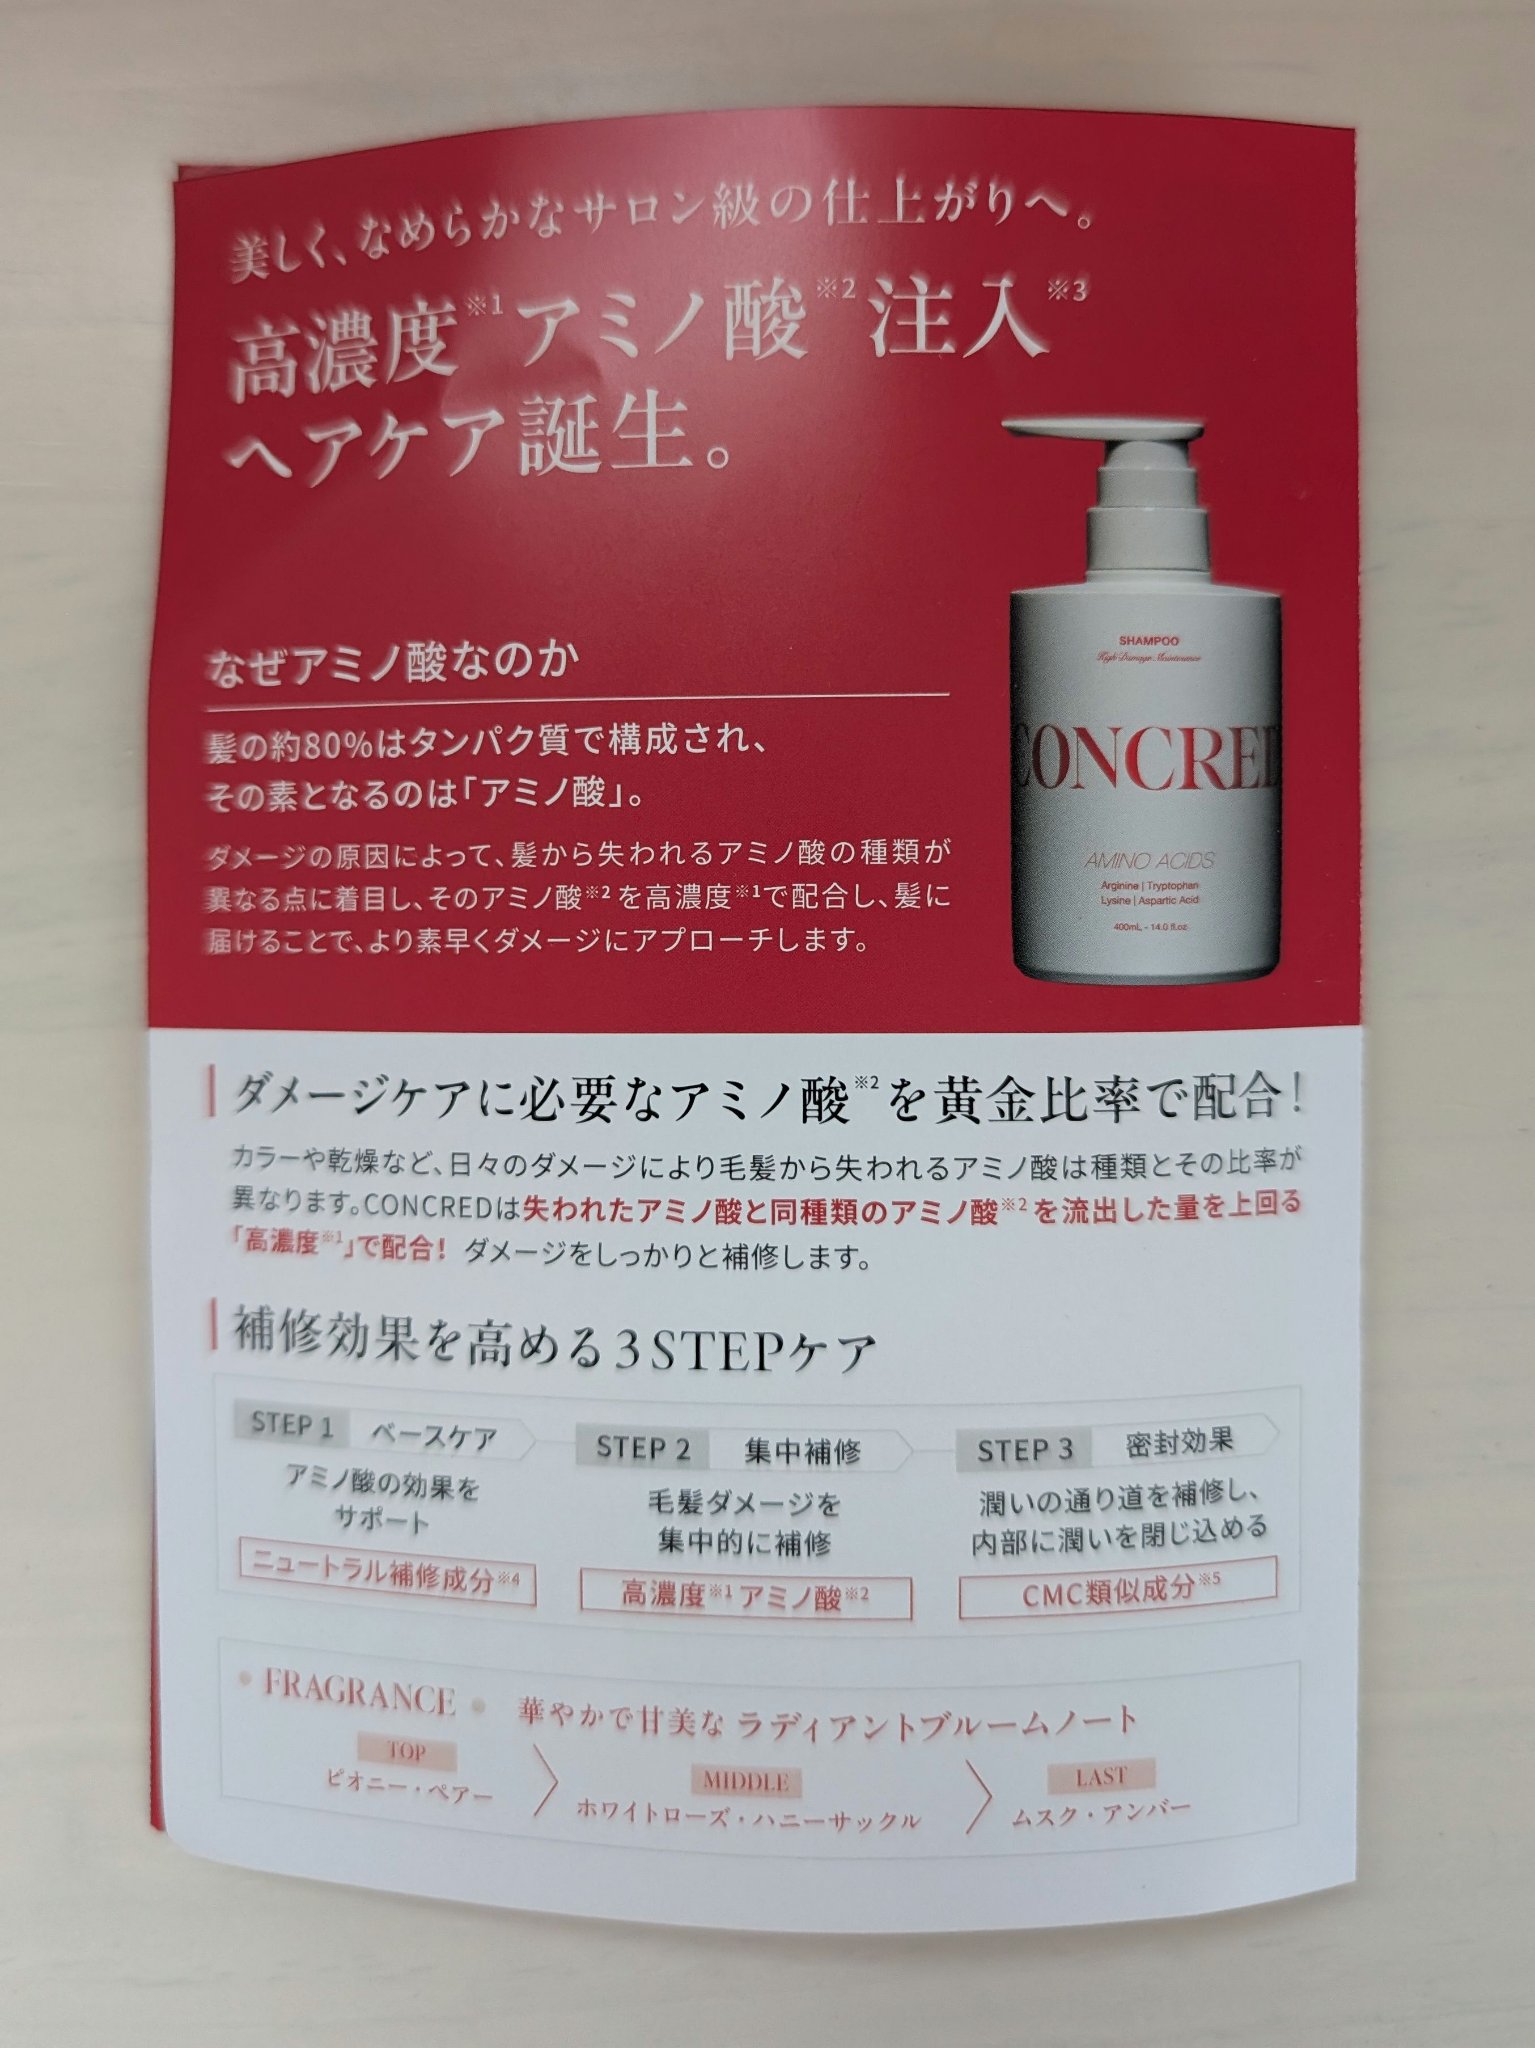 美しく、なめらかなサロン級の仕上がりへ。
高濃度※1アミノ酸※2注入※3
ヘアケア誕生。
なぜアミノ酸なのか
髪の約80%はタンパク質で構成され、
その素となるのは「アミノ酸」。
ダメージの原因によって、髪から失われるアミノ酸の種類が
異なる点に着目し、そのアミノ酸※2を高濃度※1で配合し、髪に
届けることで、より素早くダメージにアプローチします。
SHAMPOO
High Damage Maintenance
CONCRED
AMINO ACIDS
Arginine | Tryptophan
Lysine | Aspartic Acid
400mL - 14.0 fl.oz
ダメージケアに必要なアミノ酸※2を黄金比率で配合!
カラーや乾燥など、日々のダメージにより毛髪から失われるアミノ酸は種類とその比率が
異なります。CONCREDは失われたアミノ酸と同種類のアミノ酸※2を流出した量を上回る
「高濃度※1」で配合! ダメージをしっかりと補修します。
補修効果を高める3STEPケア
STEP 1 ベースケア
アミノ酸の効果を
サポート
ニュートラル補修成分※4
STEP 2 集中補修
毛髪ダメージを
集中的に補修
高濃度※1アミノ酸※2
STEP 3 密封効果
潤いの通り道を補修し、
内部に潤いを閉じ込める
CMC類似成分※5
• FRAGRANCE • 華やかで甘美な ラディアントブルームノート
TOP
ピオニー・ペアー
MIDDLE
ホワイトローズ・ハニーサックル
LAST
ムスク・アンバー